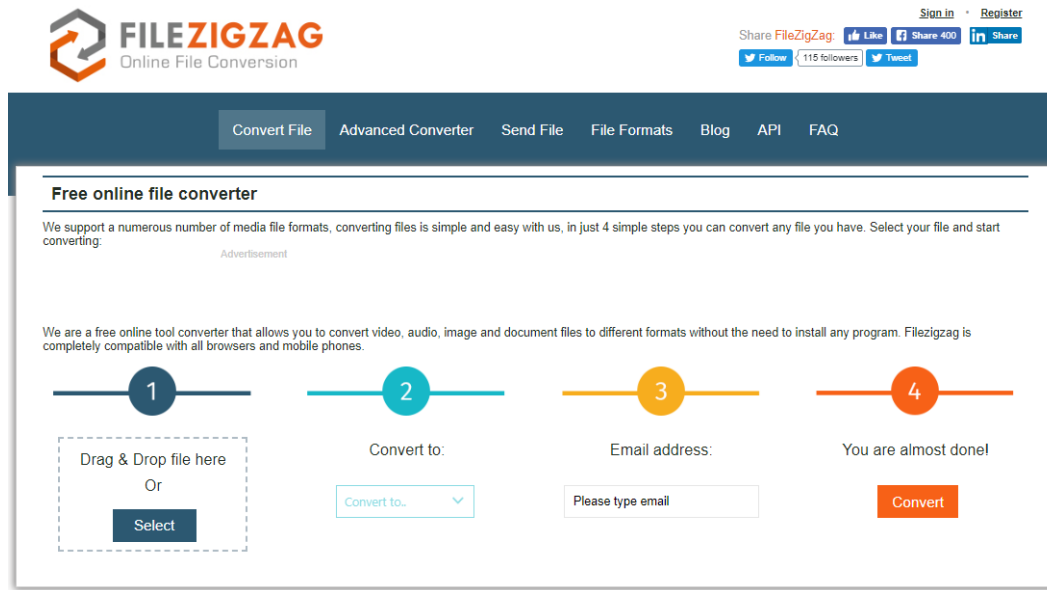 Sign in • Register
FILEZIGZAG
Online File Conversion
Share FileZigZag: Like Share 400 in Share
Follow 115 followers Tweet
Convert File Advanced Converter Send File File Formats Blog API FAQ
Free online file converter
We support a numerous number of media file formats, converting files is simple and easy with us, in just 4 simple steps you can convert any file you have. Select your file and start
converting:
Advertisement
We are a free online tool converter that allows you to convert video, audio, image and document files to different formats without the need to install any program. Filezigzag is
completely compatible with all browsers and mobile phones.
1 2 3 4
Drag & Drop file here
Or
Select
Convert to:
Convert to..
Email address:
Please type email
You are almost done!
Convert